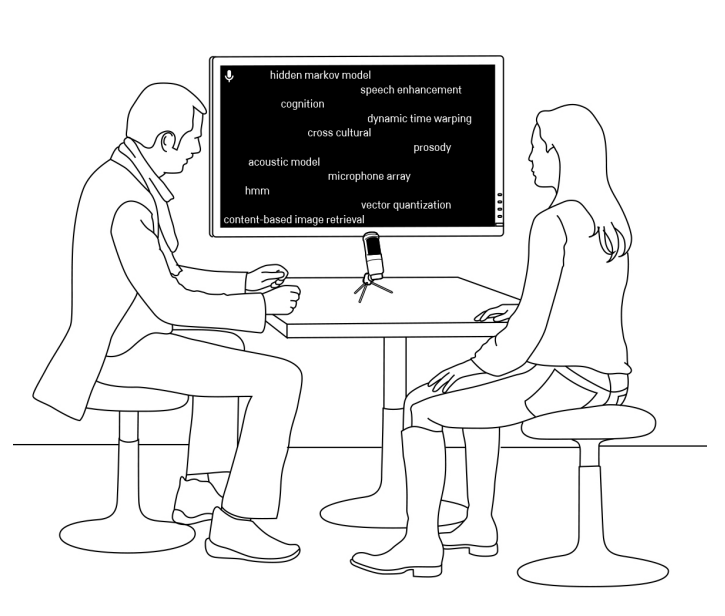 hidden markov model
speech enhancement
cognition
dynamic time warping
cross cultural
prosody
acoustic model
microphone array
hmm
vector quantization
content-based image retrieval